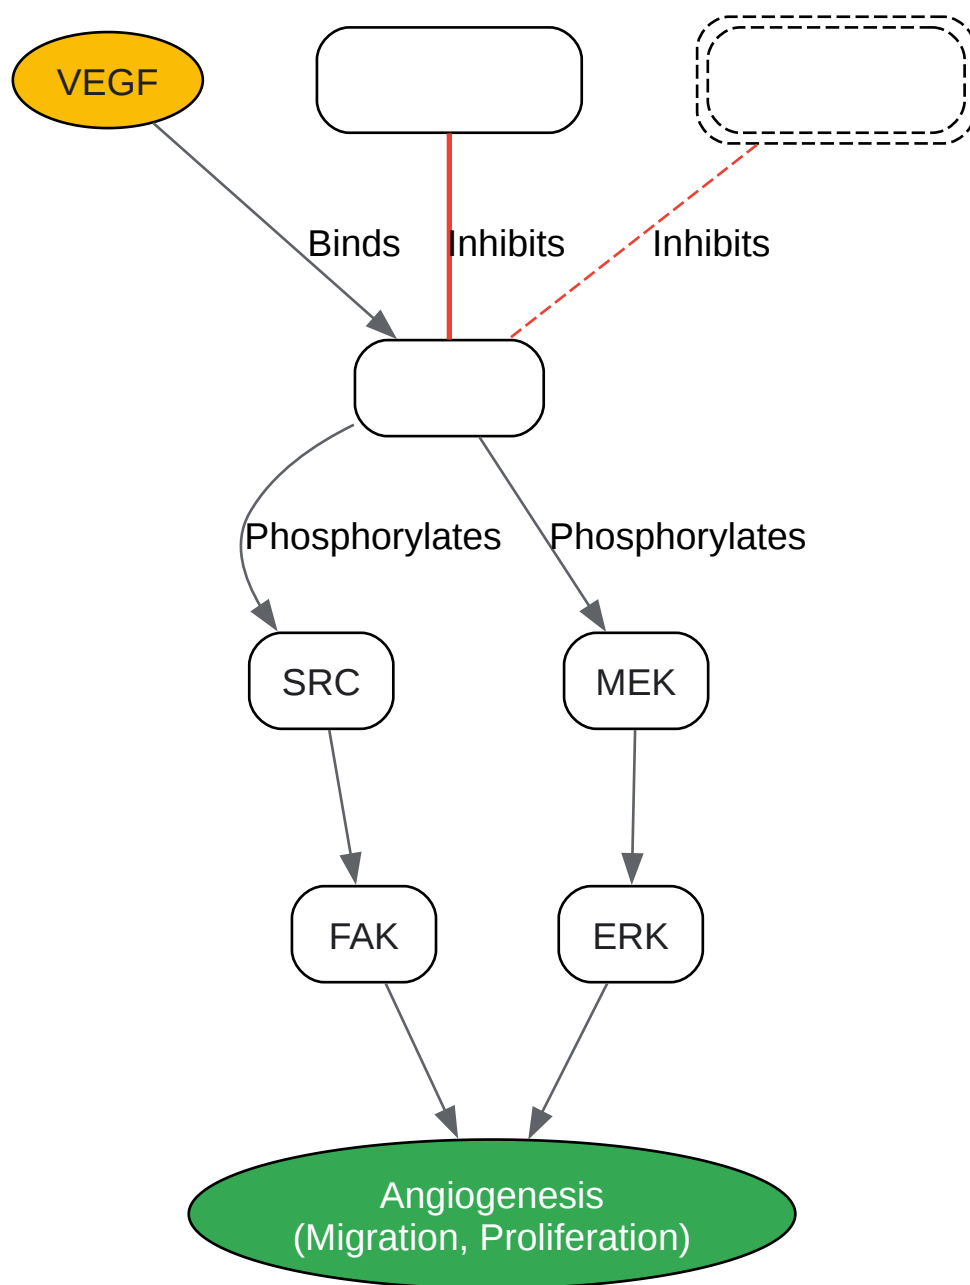 VEGF
Binds
Inhibits
Inhibits
Phosphorylates
Phosphorylates
SRC
MEK
FAK
ERK
Angiogenesis
(Migration, Proliferation)